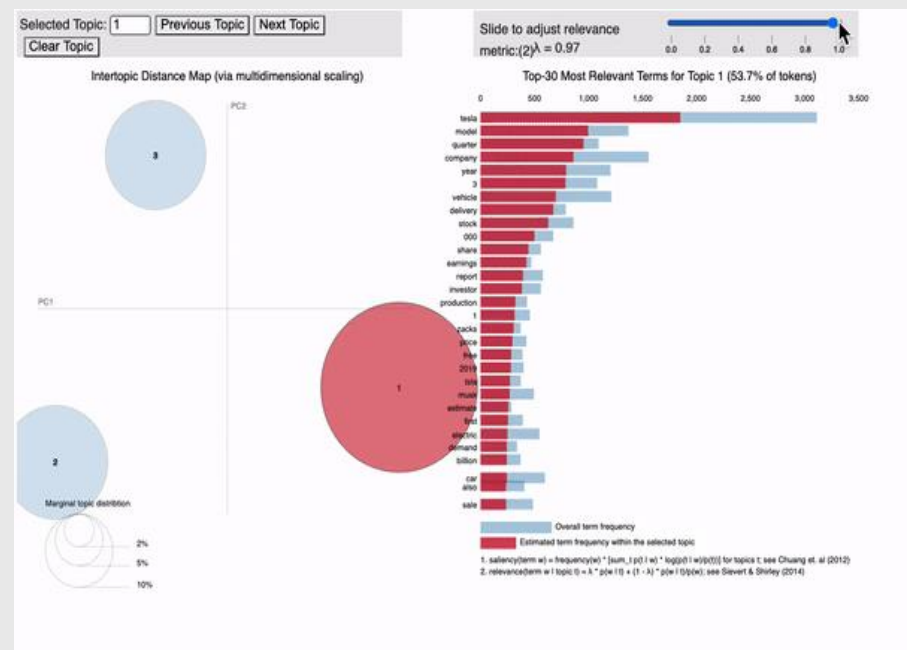 Selected Topic: 1 Previous Topic Next Topic
Clear Topic
Slide to adjust relevance
metric:(2)λ = 0.97
0.0 0.2 0.4 0.6 0.8 1.0
Intertopic Distance Map (via multidimensional scaling)
PC2
PC1
3
1
2
Marginal topic distribtion
2%
5%
10%
Top-30 Most Relevant Terms for Topic 1 (53.7% of tokens)
0 500 1,000 1,500 2,000 2,500 3,000 3,500
tesla
model
quarter
company
year
3
vehicle
delivery
stock
000
share
earnings
report
investor
production
1
zacks
price
free
2019
musk
estimate
first
electric
demand
billion
car
also
sale
Overall term frequency
Estimated term frequency within the selected topic
1. saliency(term w) = frequency(w) * [sum_t p(t | w) * log(p(t | w)/p(t))] for topics t; see Chuang et. al (2012)
2. relevance(term w | topic t) = λ * p(w | t) + (1 - λ) * p(w | t)/p(w); see Sievert & Shirley (2014)